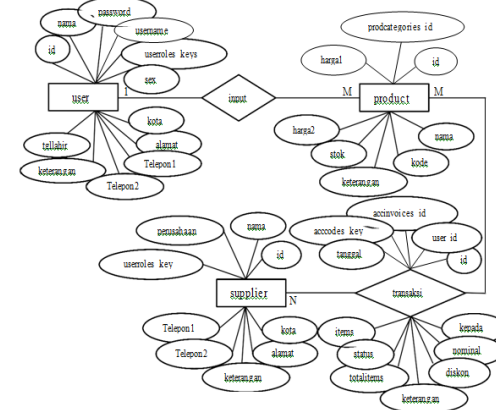 password
nama
username
prodcategories id
id
userroles keys
harga1
id
sex
user
1
input
M
product
M
kota
harga2
nama
tellahir
alamat
stok
kode
keterangan
Telepon1
keterangan
Telepon2
accinvoices id
perusahaan
nama
acccodes key
user id
id
tanggal
id
userroles key
supplier
N
transaksi
Telepon1
kota
items
kepada
Telepon2
alamat
status
nominal
keterangan
totalitems
diskon
keterangan